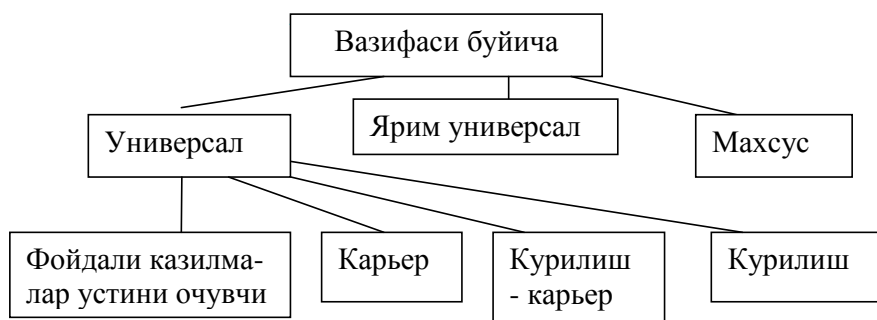 Вазифаси буйича
Ярим универсал
Универсал
Махсус
Фойдали казилма-
лар устини очувчи
Карьер
Курилиш
- карьер
Курилиш